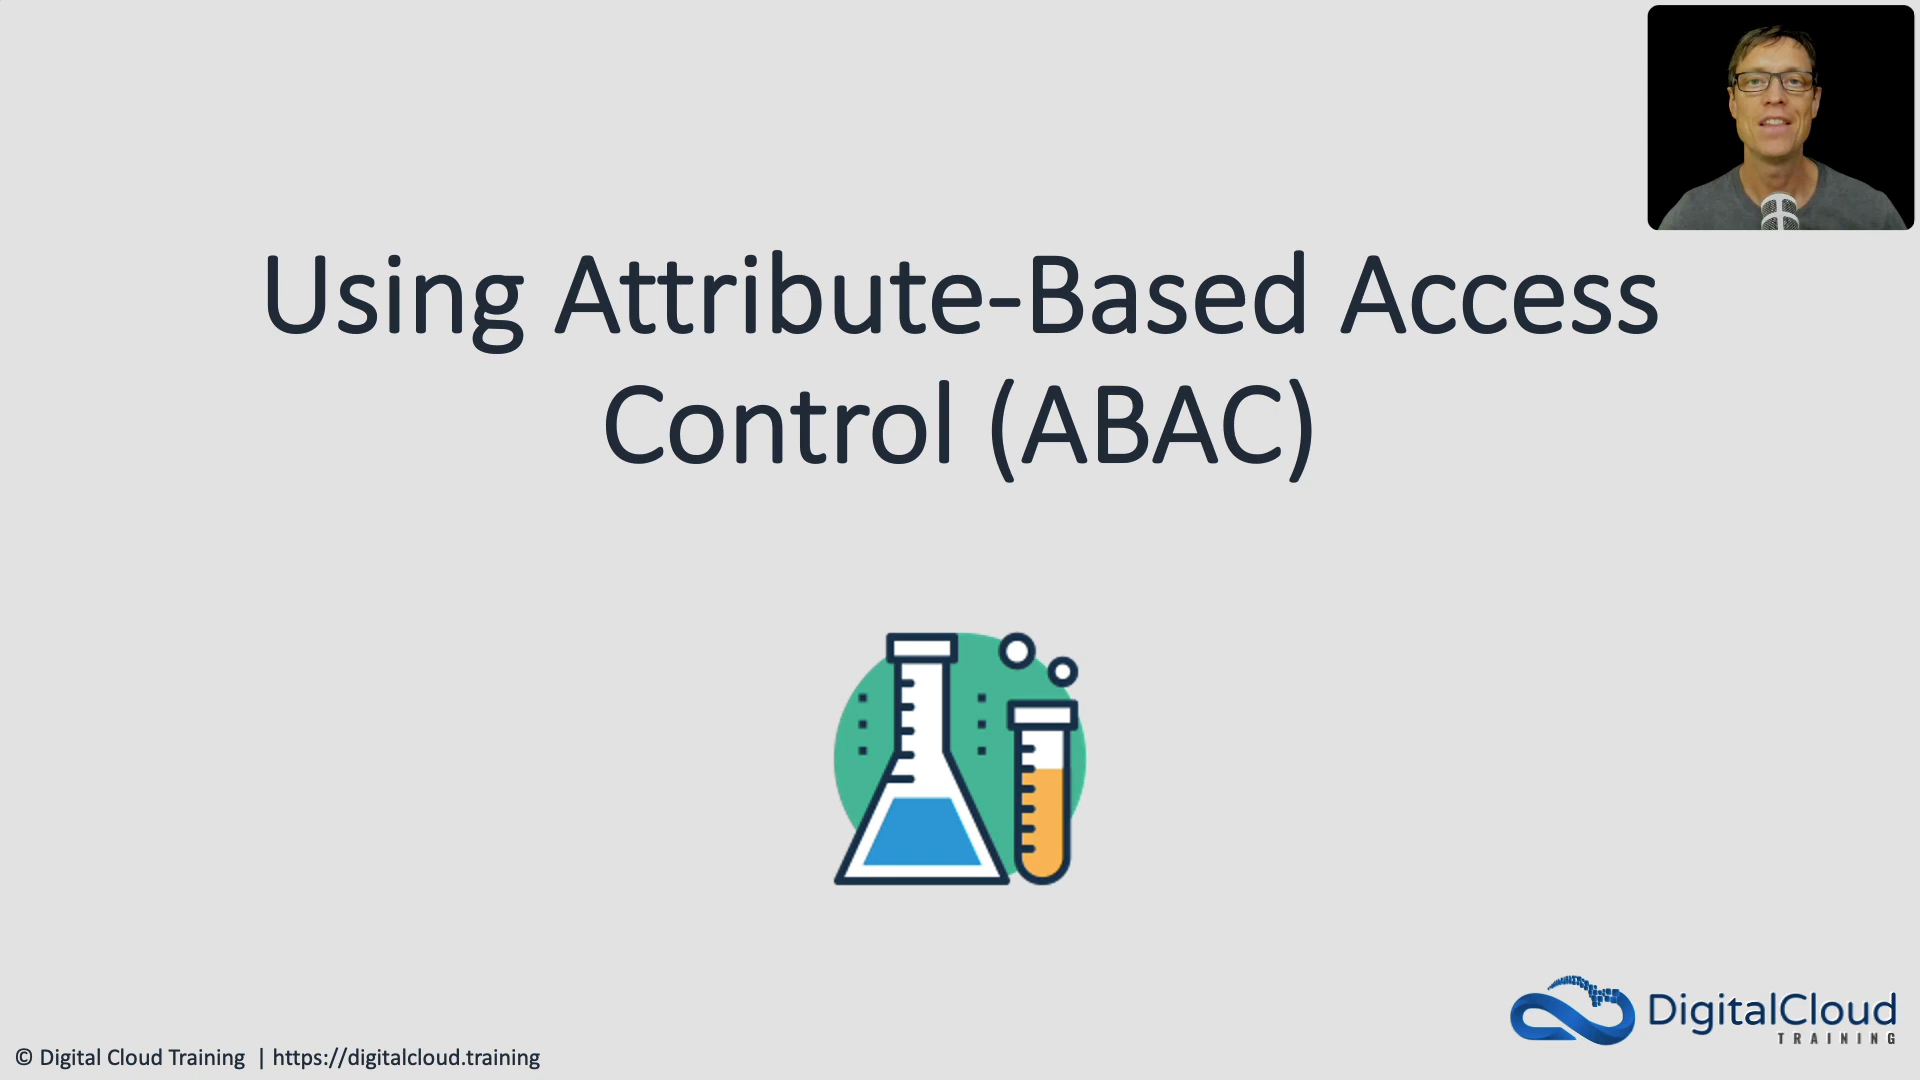 Using Attribute-Based Access
Control (ABAC)
DigitalCloud
TRAINING
© Digital Cloud Training | https://digitalcloud.training